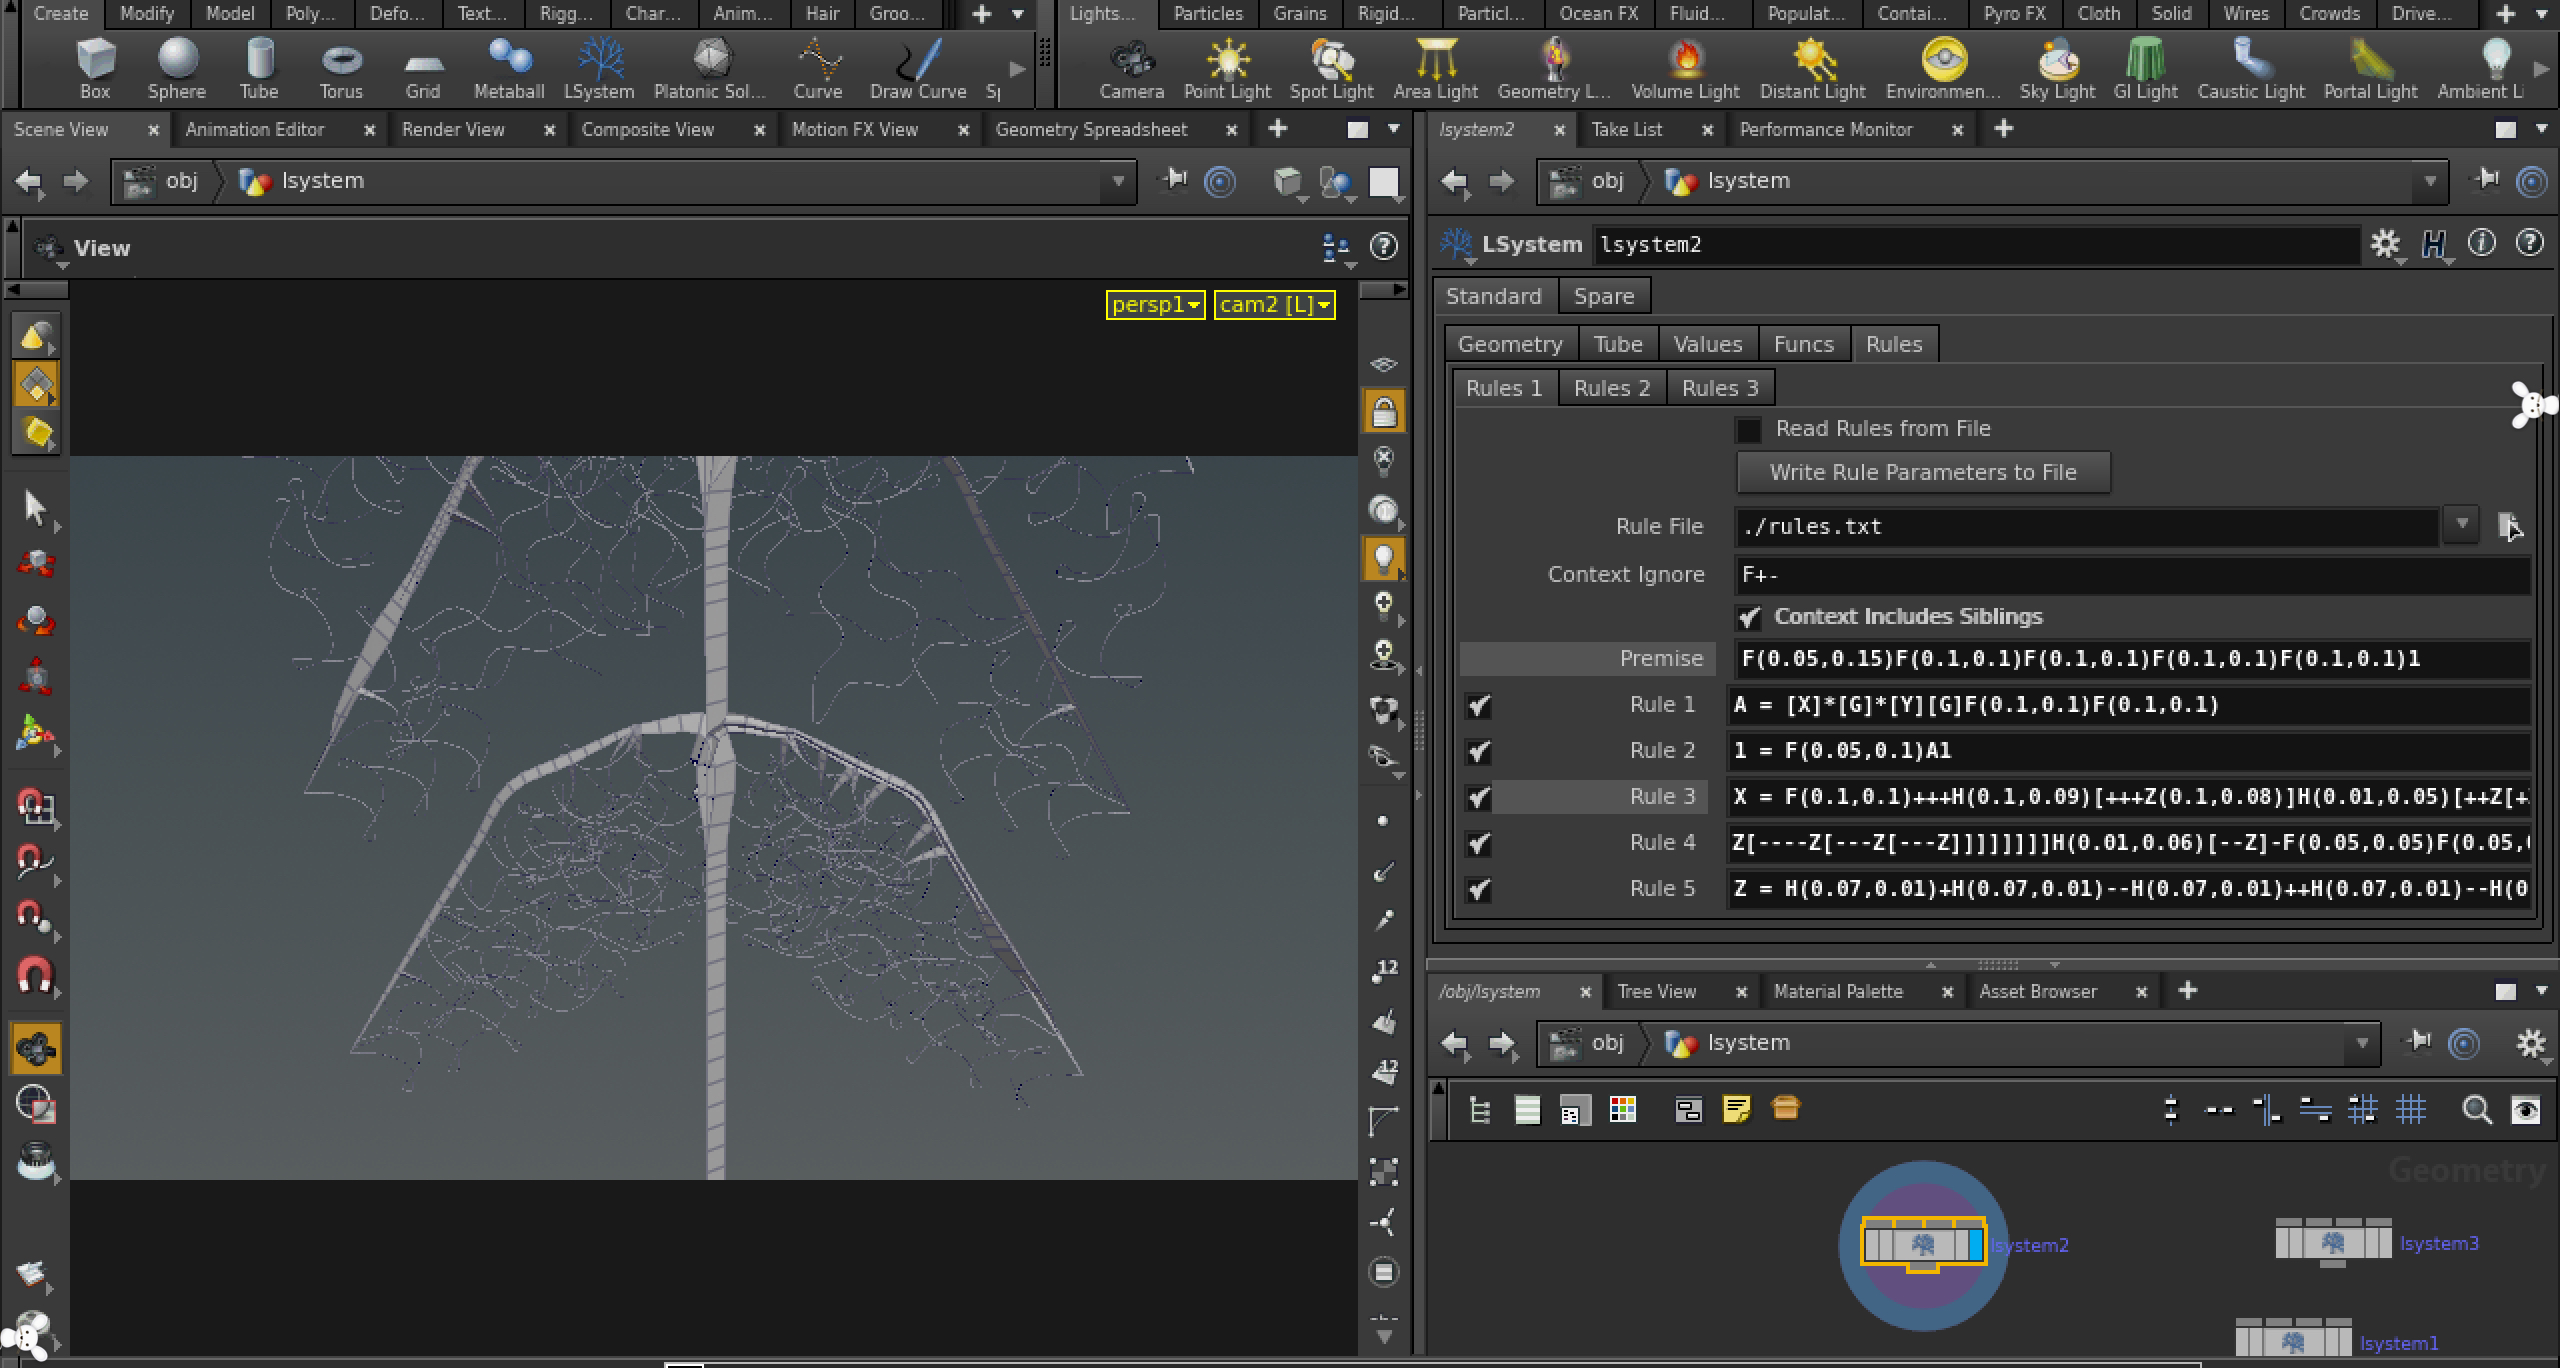 Create Modify Model Poly... Defo... Text... Rigg... Char... Anim... Hair Groo... Lights... Particles Grains Rigid... Particl... Ocean FX Fluid... Populat... Contai... Pyro FX Cloth Solid Wires Crowds Drive...
Box Sphere Tube Torus Grid Metaball LSystem Platonic Sol... Curve Draw Curve Camera Point Light Spot Light Area Light Geometry L... Volume Light Distant Light Environmen... Sky Light GI Light Caustic Light Portal Light Ambient Li
Scene View Animation Editor Render View Composite View Motion FX View Geometry Spreadsheet
obj lsystem
View
persp1 cam2 [L]
12
12
lsystem2 Take List Performance Monitor
obj lsystem
LSystem lsystem2
Standard Spare
Geometry Tube Values Funcs Rules
Rules 1 Rules 2 Rules 3
Read Rules from File
Write Rule Parameters to File
Rule File ./rules.txt
Context Ignore F+-
Context Includes Siblings
Premise F(0.05,0.15)F(0.1,0.1)F(0.1,0.1)F(0.1,0.1)F(0.1,0.1)1
Rule 1 A = [X]*[G]*[Y][G]F(0.1,0.1)F(0.1,0.1)
Rule 2 1 = F(0.05,0.1)A1
Rule 3 X = F(0.1,0.1)+++H(0.1,0.09)[+++Z(0.1,0.08)]H(0.01,0.05)[++Z[+
Rule 4 Z[----Z[---Z[---Z]]]]]]]]H(0.01,0.06)[--Z]-F(0.05,0.05)F(0.05,
Rule 5 Z = H(0.07,0.01)+H(0.07,0.01)--H(0.07,0.01)++H(0.07,0.01)--H(0
/obj/lsystem Tree View Material Palette Asset Browser
obj lsystem
Geometry
lsystem2
lsystem3
lsystem1